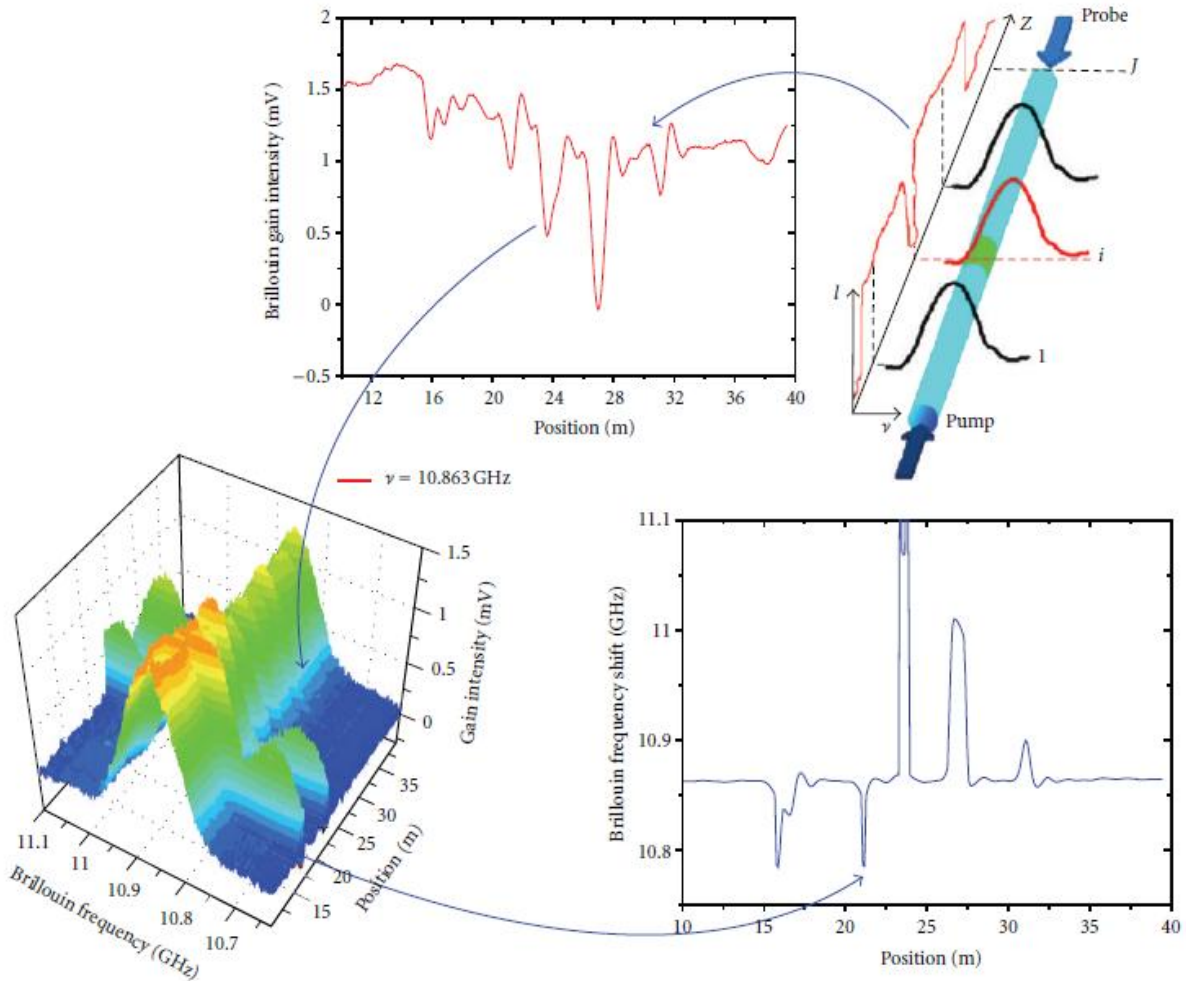 2
1.5
1
0.5
0
−0.5
Brillouin gain intensity (mV)
12 16 20 24 28 32 36 40
Position (m)
ν = 10.863 GHz
Probe
Z
J
i
l
1
ν
Pump
1.5
1
0.5
0
Gain intensity (mV)
35
30
25
20
15
Position (m)
11.1
11
10.9
10.8
10.7
Brillouin frequency (GHz)
11.1
11
10.9
10.8
Brillouin frequency shift (GHz)
10 15 20 25 30 35 40
Position (m)